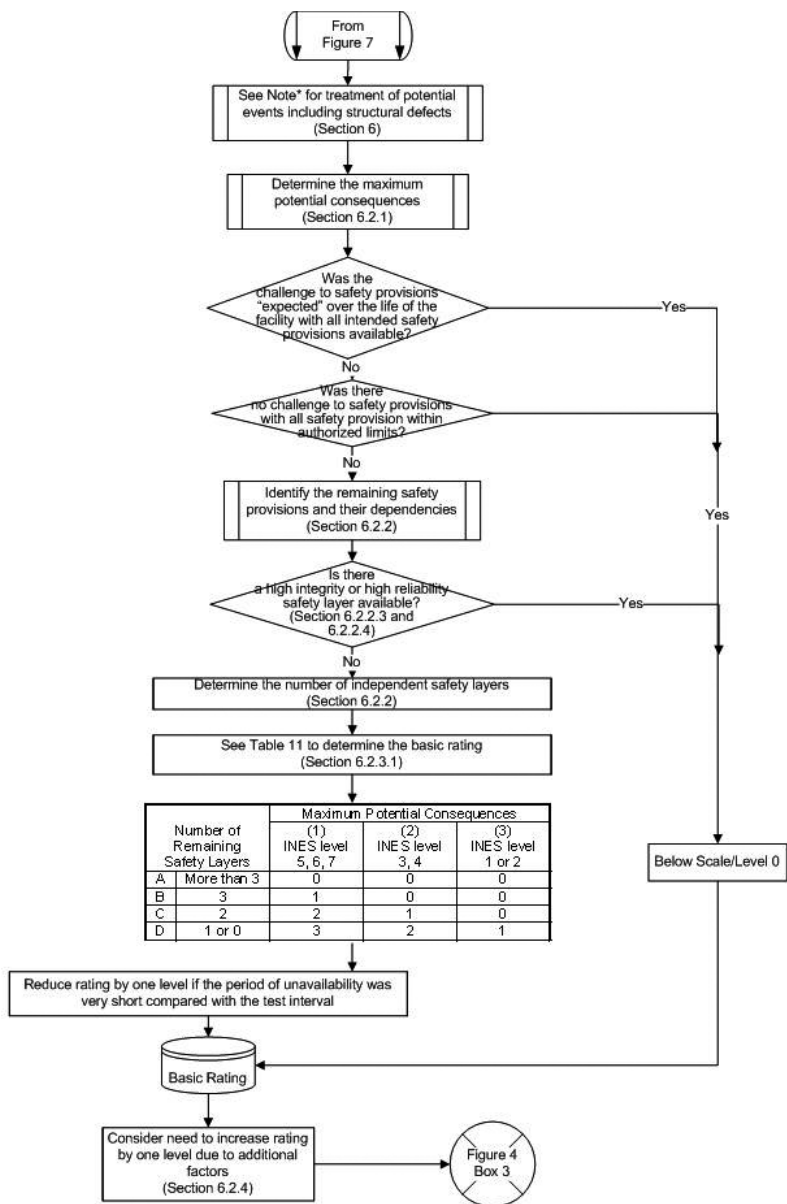 From
Figure 7
See Note* for treatment of potential
events including structural defects
(Section 6)
Determine the maximum
potential consequences
(Section 6.2.1)
Was the
challenge to safety provisions
“expected” over the life of the
facility with all intended safety
provisions available?
Yes
No
Was there
no challenge to safety provisions
with all safety provision within
authorized limits?
No
Yes
Identify the remaining safety
provisions and their dependencies
(Section 6.2.2)
Is there
a high integrity or high reliability
safety layer available?
(Section 6.2.2.3 and
6.2.2.4)
Yes
No
Determine the number of independent safety layers
(Section 6.2.2)
See Table 11 to determine the basic rating
(Section 6.2.3.1)
Number of
Remaining
Safety Layers
Maximum Potential Consequences
(1) (2) (3)
INES level INES level INES level
5, 6, 7 3, 4 1 or 2
A More than 3 0 0 0
B 3 1 0 0
C 2 2 1 0
D 1 or 0 3 2 1
Below Scale/Level 0
Reduce rating by one level if the period of unavailability was
very short compared with the test interval
Basic Rating
Consider need to increase rating
by one level due to additional
factors
(Section 6.2.4)
Figure 4
Box 3